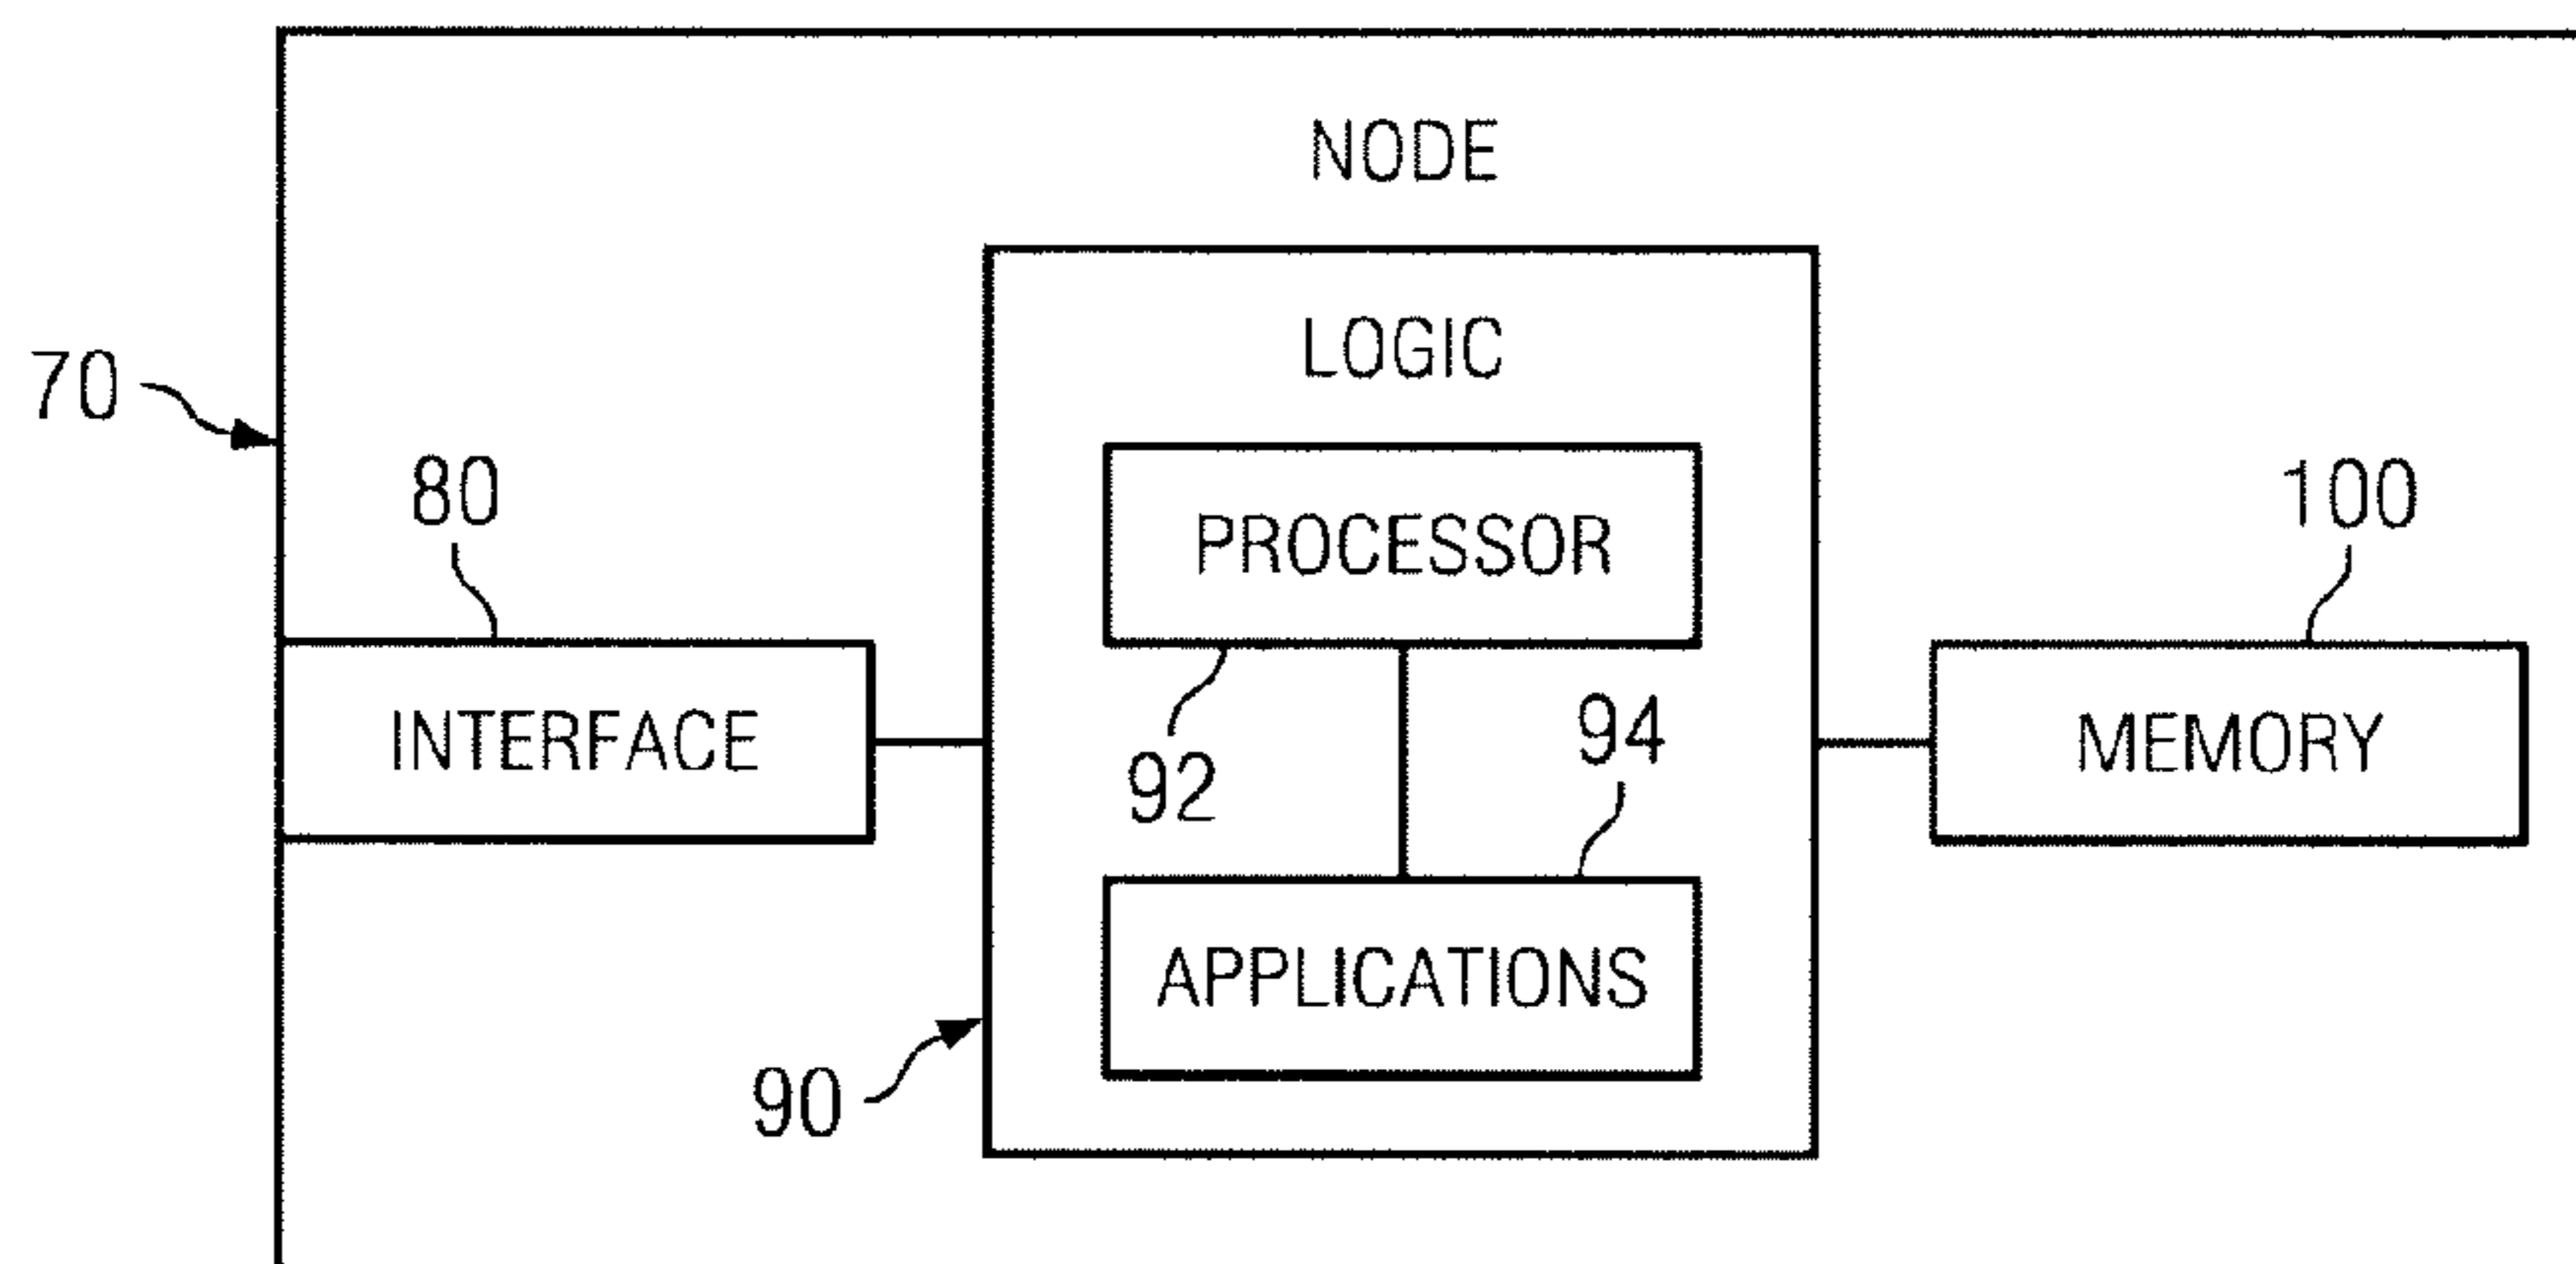 NODE
LOGIC
70
80
PROCESSOR
100
INTERFACE
92
94
MEMORY
APPLICATIONS
90